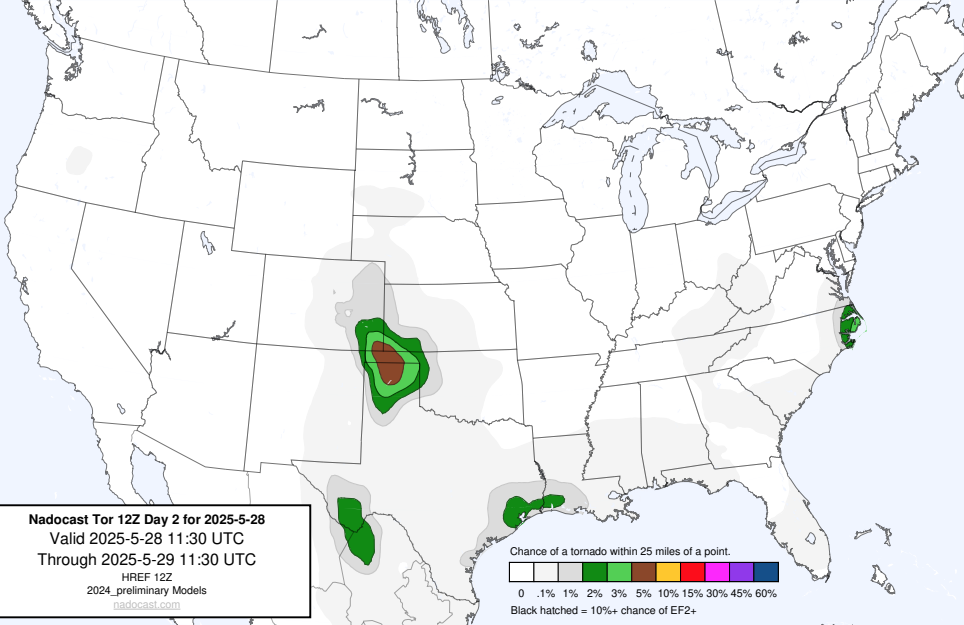 Nadocast Tor 12Z Day 2 for 2025-5-28
Valid 2025-5-28 11:30 UTC
Through 2025-5-29 11:30 UTC
HREF 12Z
2024_preliminary Models
nadocast.com
Chance of a tornado within 25 miles of a point.
0 .1% 1% 2% 3% 5% 10% 15% 30% 45% 60%
Black hatched = 10%+ chance of EF2+